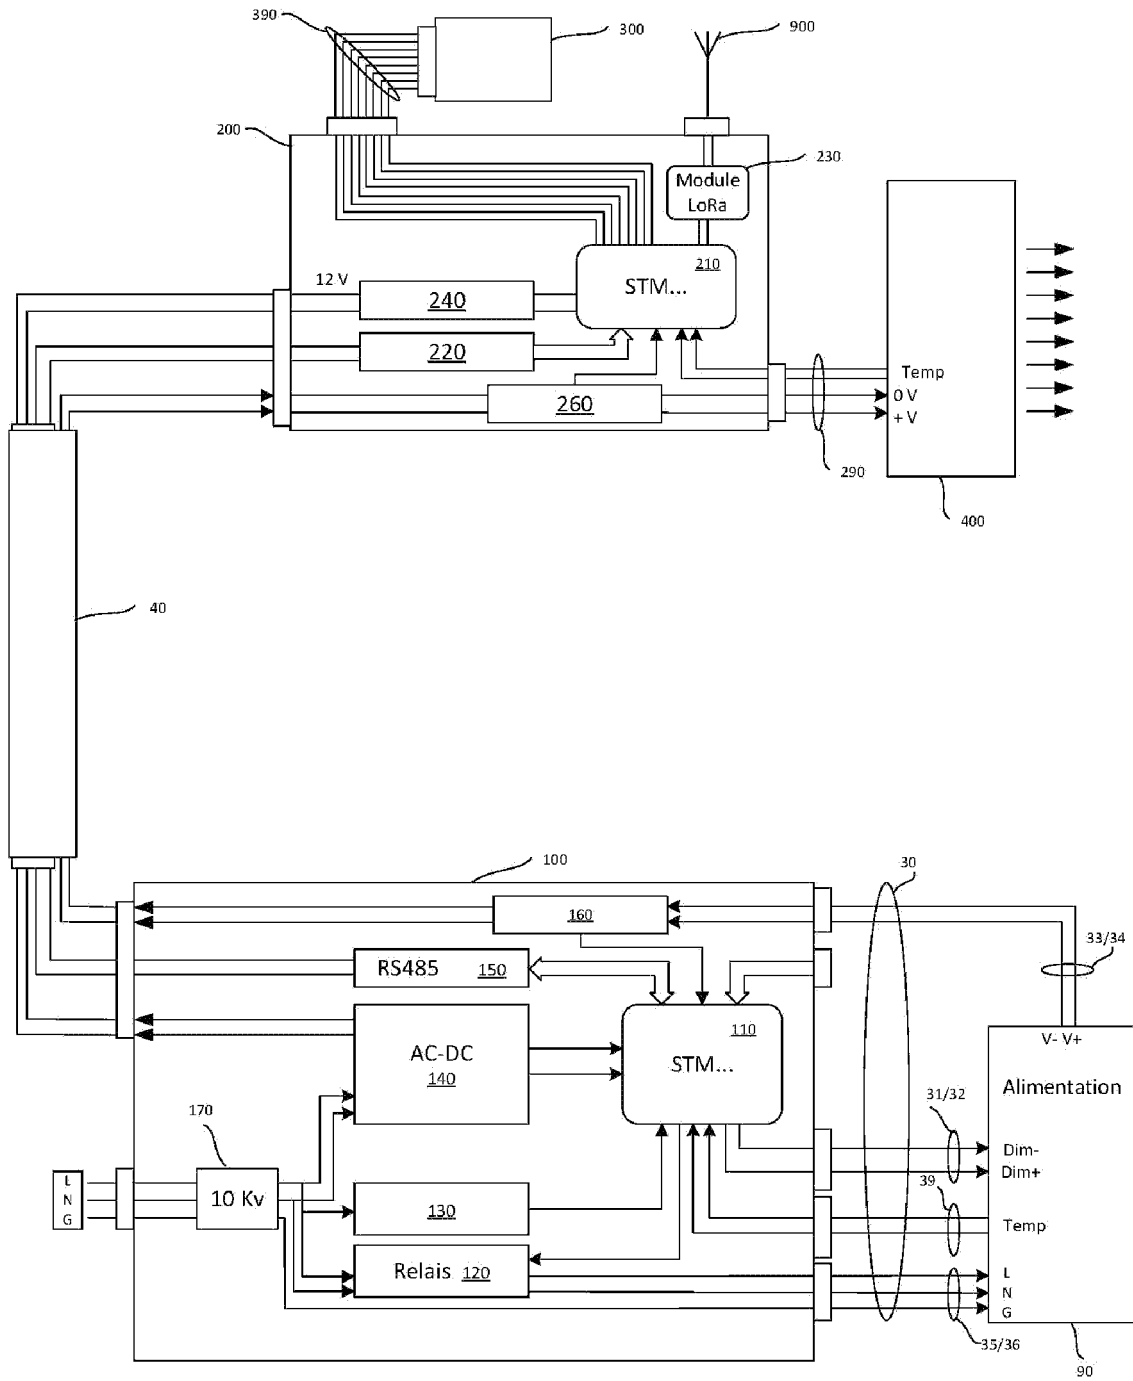 390
300
900
200
230
Module
LoRa
210
STM...
12 V
240
220
260
Temp
0 V
+ V
290
400
40
100
30
160
33/34
RS485 150
110
STM...
V- V+
AC-DC
140
Alimentation
31/32
170
Dim-
Dim+
L
N
G
10 Kv
39
130
Temp
Relais 120
L
N
G
35/36
90